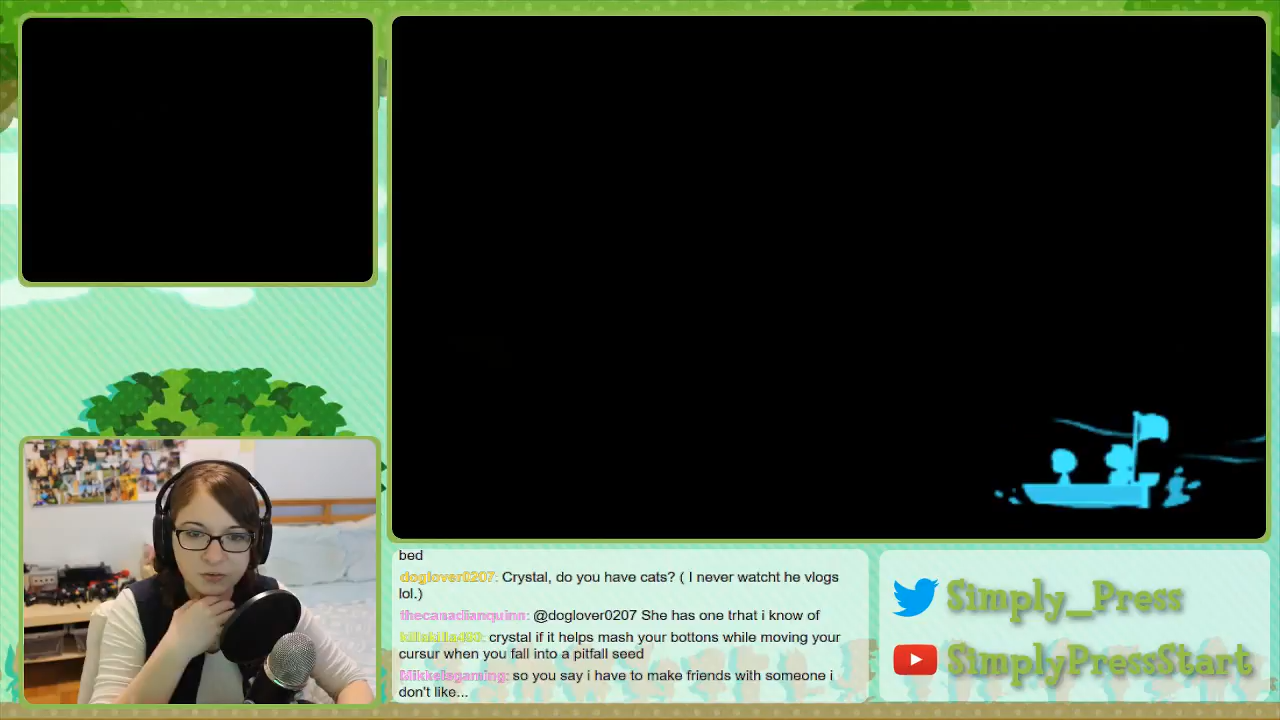 bed
doglover0207: Crystal, do you have cats? ( I never watcht he vlogs
lol.)
thecanadianquinn: @doglover0207 She has one trhat i know of
killakilla480: crystal if it helps mash your bottons while moving your
cursur when you fall into a pitfall seed
Mikkelsgaming: so you say i have to make friends with someone i
don't like...
Simply_Press
SimplyPressStart